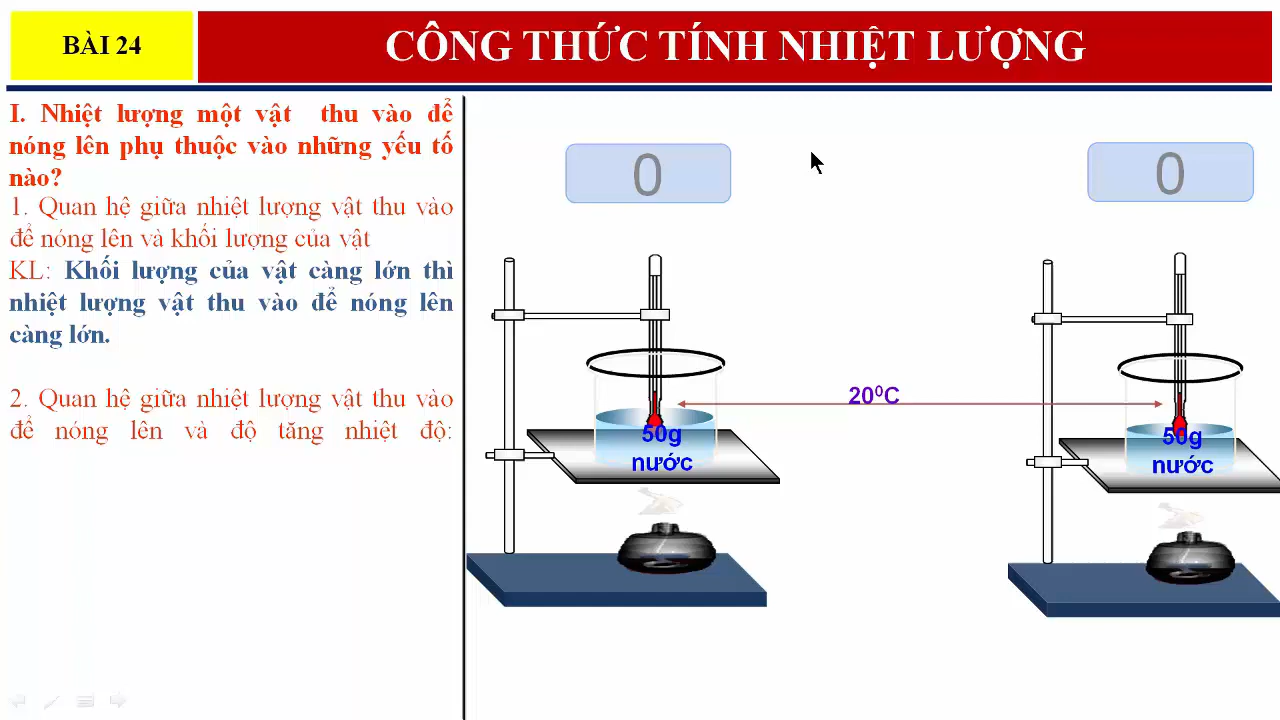 BÀI 24
CÔNG THỨC TÍNH NHIỆT LƯỢNG
I. Nhiệt lượng một vật thu vào để
nóng lên phụ thuộc vào những yếu tố
nào?
1. Quan hệ giữa nhiệt lượng vật thu vào
để nóng lên và khối lượng của vật
KL: Khối lượng của vật càng lớn thì
nhiệt lượng vật thu vào để nóng lên
càng lớn.
2. Quan hệ giữa nhiệt lượng vật thu vào
để nóng lên và độ tăng nhiệt độ:
0
0
20⁰C
50g
nước
50g
nước